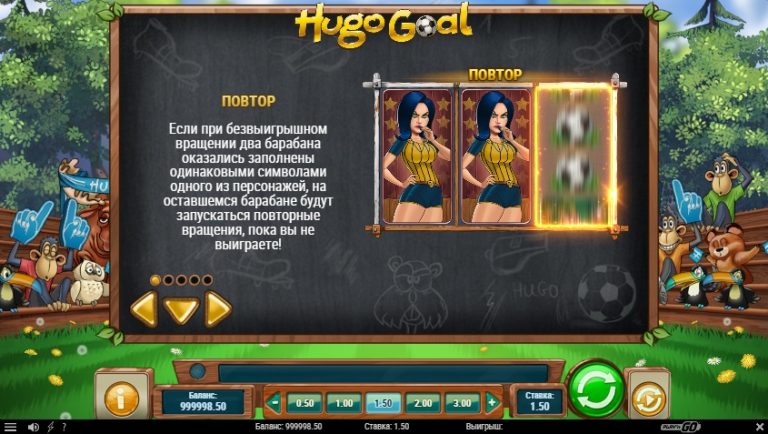 Hugo Goal
ПОВТОР
ПОВТОР
Если при безвыигрышном
вращении два барабана
оказались заполнены
одинаковыми символами
одного из персонажей, на
оставшемся барабане будут
запускаться повторные
вращения, пока вы не
выиграете!
HUGO
HU
Баланс:
999998.50
- 0.50 1.00 1.50 2.00 3.00 +
Ставка:
1.50
? Баланс: 999998.50 Ставка: 1.50 Выигрыш: PLAY'n GO